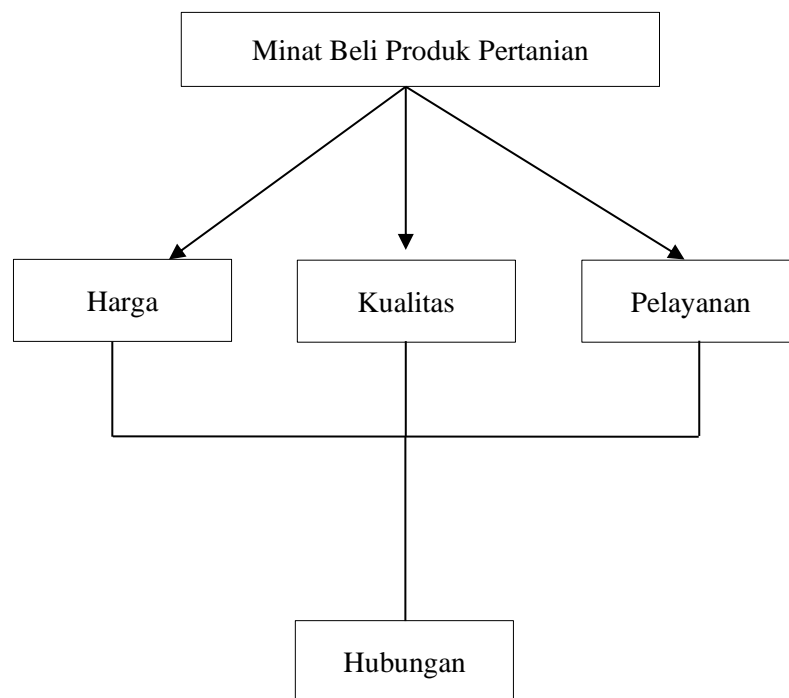 Minat Beli Produk Pertanian
Harga
Kualitas
Pelayanan
Hubungan